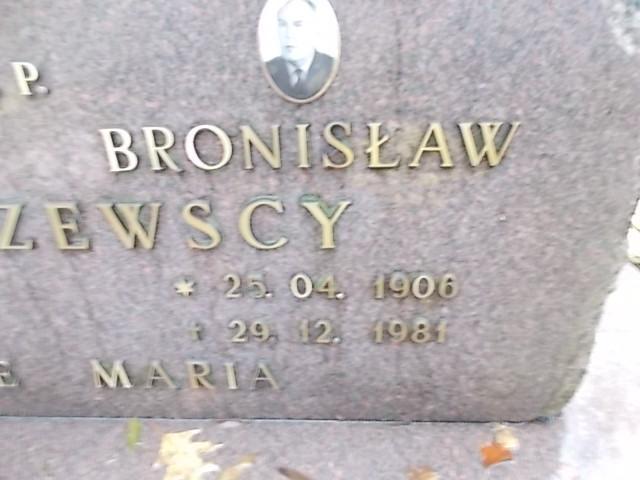 . P.
BRONISŁAW
ZEWSCY
* 25. 04. 1906
† 29. 12. 1981
E MARIA